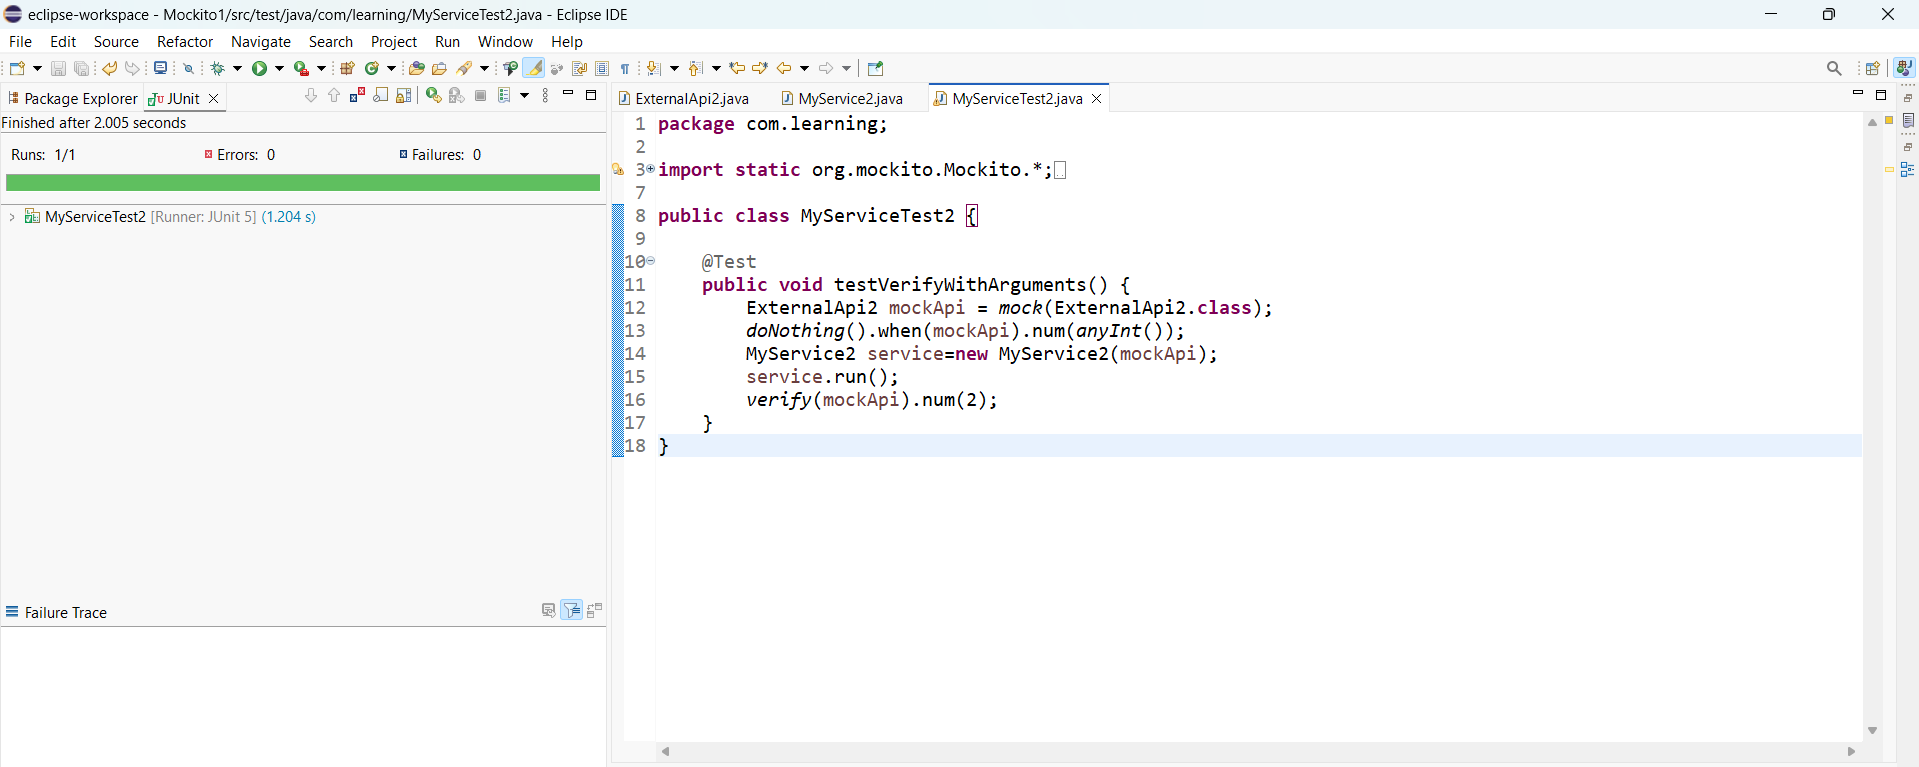 eclipse-workspace - Mockito1/src/test/java/com/learning/MyServiceTest2.java - Eclipse IDE
File Edit Source Refactor Navigate Search Project Run Window Help
Package Explorer JUnit
Finished after 2.005 seconds
Runs: 1/1 Errors: 0 Failures: 0
MyServiceTest2 [Runner: JUnit 5] (1.204 s)
Failure Trace
ExternalApi2.java MyService2.java MyServiceTest2.java
1 package com.learning;
2
3 import static org.mockito.Mockito.*;
7
8 public class MyServiceTest2 {
9
10 @Test
11 public void testVerifyWithArguments() {
12 ExternalApi2 mockApi = mock(ExternalApi2.class);
13 doNothing().when(mockApi).num(anyInt());
14 MyService2 service=new MyService2(mockApi);
15 service.run();
16 verify(mockApi).num(2);
17 }
18 }